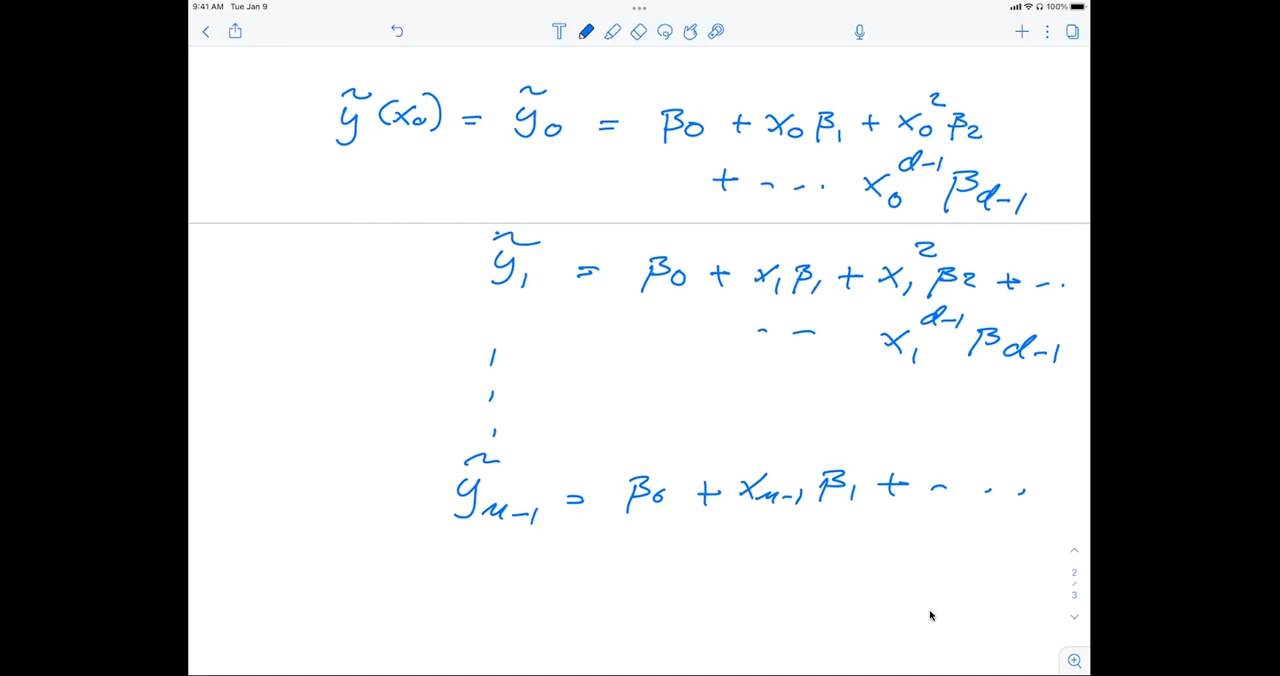 9:41 AM Tue Jan 9
100%
ỹ(x₀) = ỹ₀ = β₀ + x₀β₁ + x₀²β₂
+ ... x₀^{d-1} β_{d-1}
ỹ₁ = β₀ + x₁β₁ + x₁²β₂ + ..
.. x₁^{d-1} β_{d-1}
ỹ_{n-1} = β₀ + x_{n-1} β₁ + ...
2
/
3